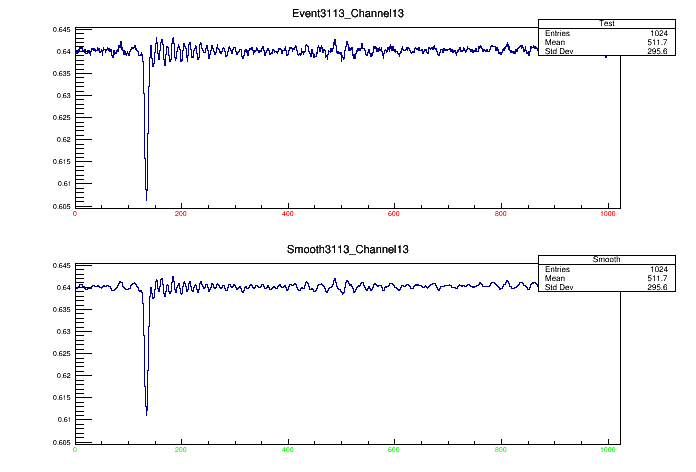 Event3113_Channel13
Test
Entries 1024
Mean 511.7
Std Dev 295.6
0.645
0.64
0.635
0.63
0.625
0.62
0.615
0.61
0.605
0 200 400 600 800 1000
Smooth3113_Channel13
Smooth
Entries 1024
Mean 511.7
Std Dev 295.6
0.645
0.64
0.635
0.63
0.625
0.62
0.615
0.61
0.605
0 200 400 600 800 1000